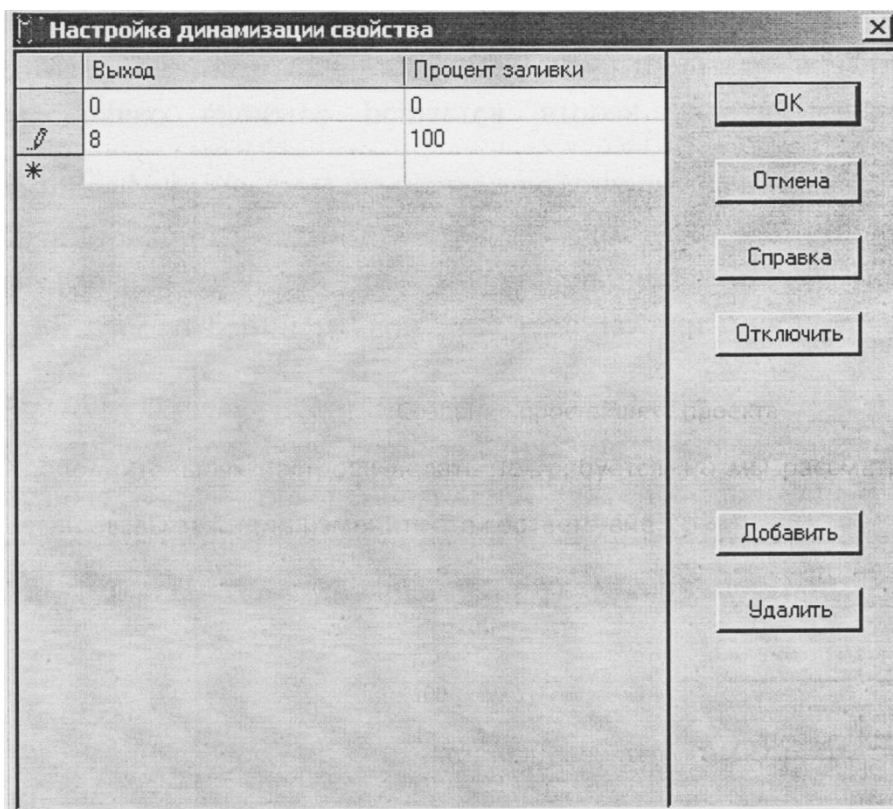 Настройка динамизации свойства
Выход Процент заливки
0 0
8 100
*
OK
Отмена
Справка
Отключить
Добавить
Удалить